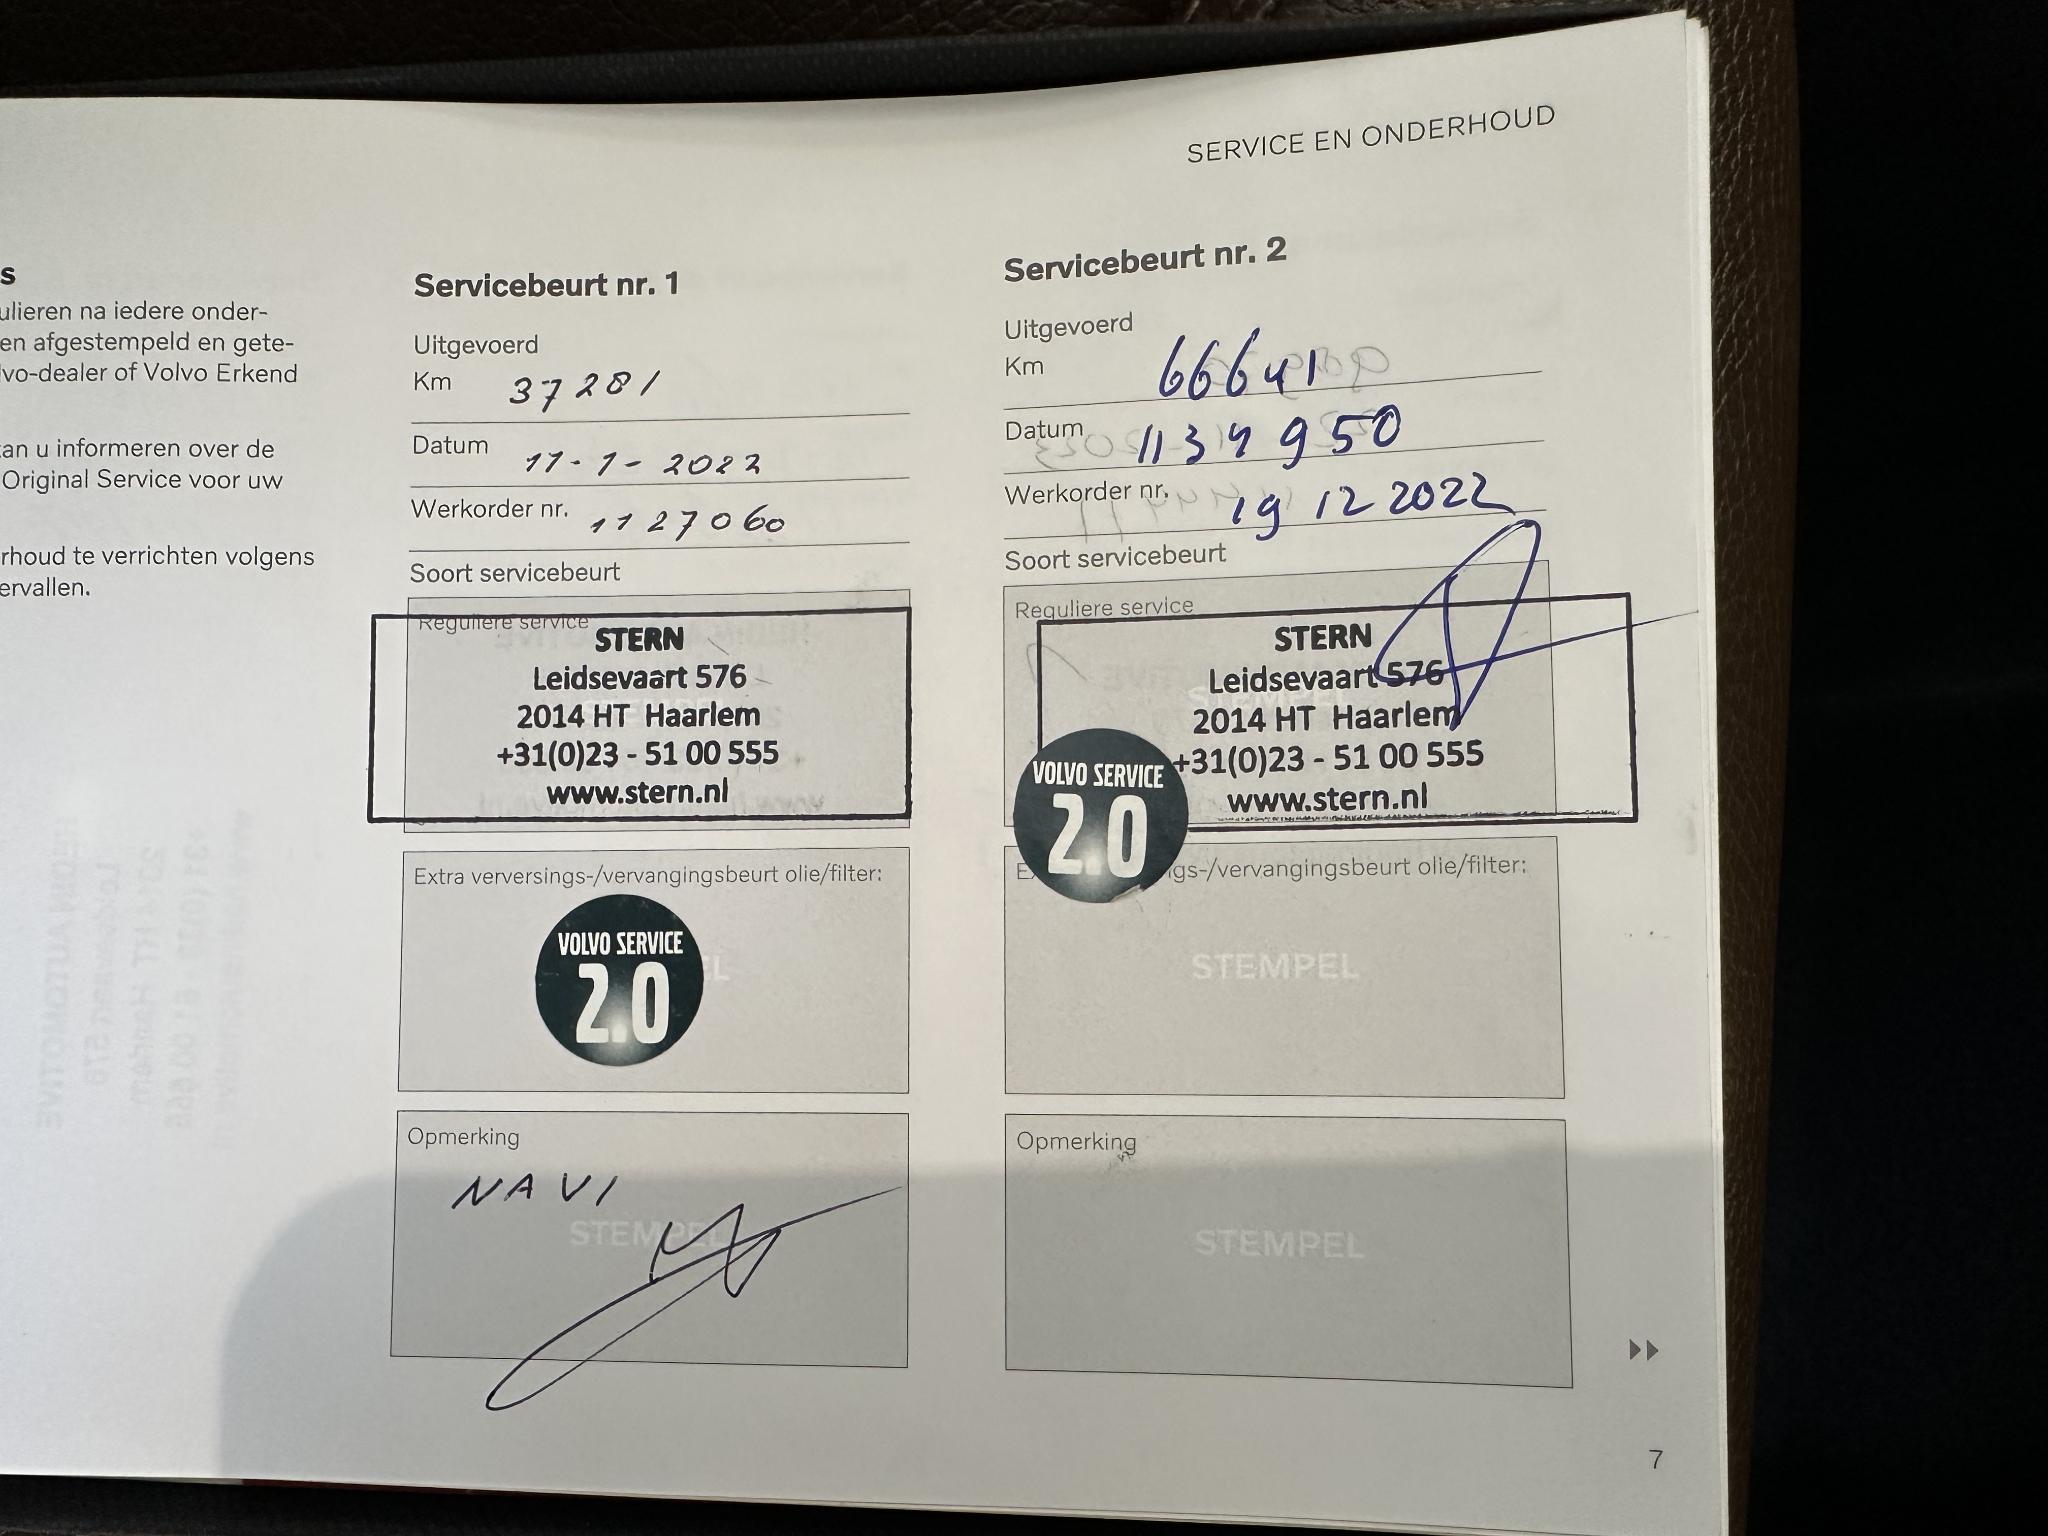 SERVICE EN ONDERHOUD
s
ulieren na iedere onder-
en afgestempeld en gete-
lvo-dealer of Volvo Erkend
an u informeren over de
Original Service voor uw
rhoud te verrichten volgens
ervallen.
Servicebeurt nr. 1
Uitgevoerd
Km 37281
Datum 11-1-2022
Werkorder nr. 1127060
Soort servicebeurt
Reguliere service
STERN
Leidsevaart 576
2014 HT Haarlem
+31(0)23 - 51 00 555
www.stern.nl
Extra verversings-/vervangingsbeurt olie/filter:
VOLVO SERVICE
2.0
Opmerking
NAVI
STEMPEL
Servicebeurt nr. 2
Uitgevoerd
Km 66641
Datum 1134950
Werkorder nr. 19 12 2022
Soort servicebeurt
Reguliere service
STERN
Leidsevaart 576
2014 HT Haarlem
+31(0)23 - 51 00 555
www.stern.nl
VOLVO SERVICE
2.0
gs-/vervangingsbeurt olie/filter:
STEMPEL
Opmerking
STEMPEL
7